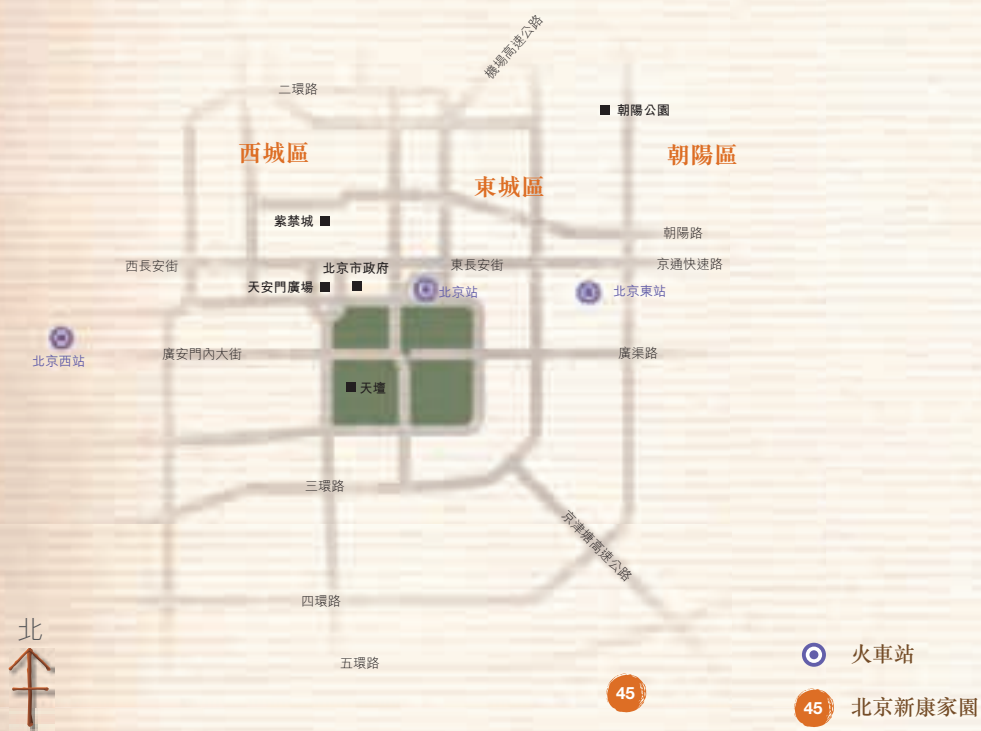 機場高速公路
二環路
朝陽公園
西城區
朝陽區
東城區
紫禁城
朝陽路
西長安街
北京市政府
東長安街
京通快速路
天安門廣場
北京站
北京東站
北京西站
廣安門內大街
廣渠路
天壇
三環路
京津塘高速公路
四環路
北
五環路
火車站
45
45 北京新康家園